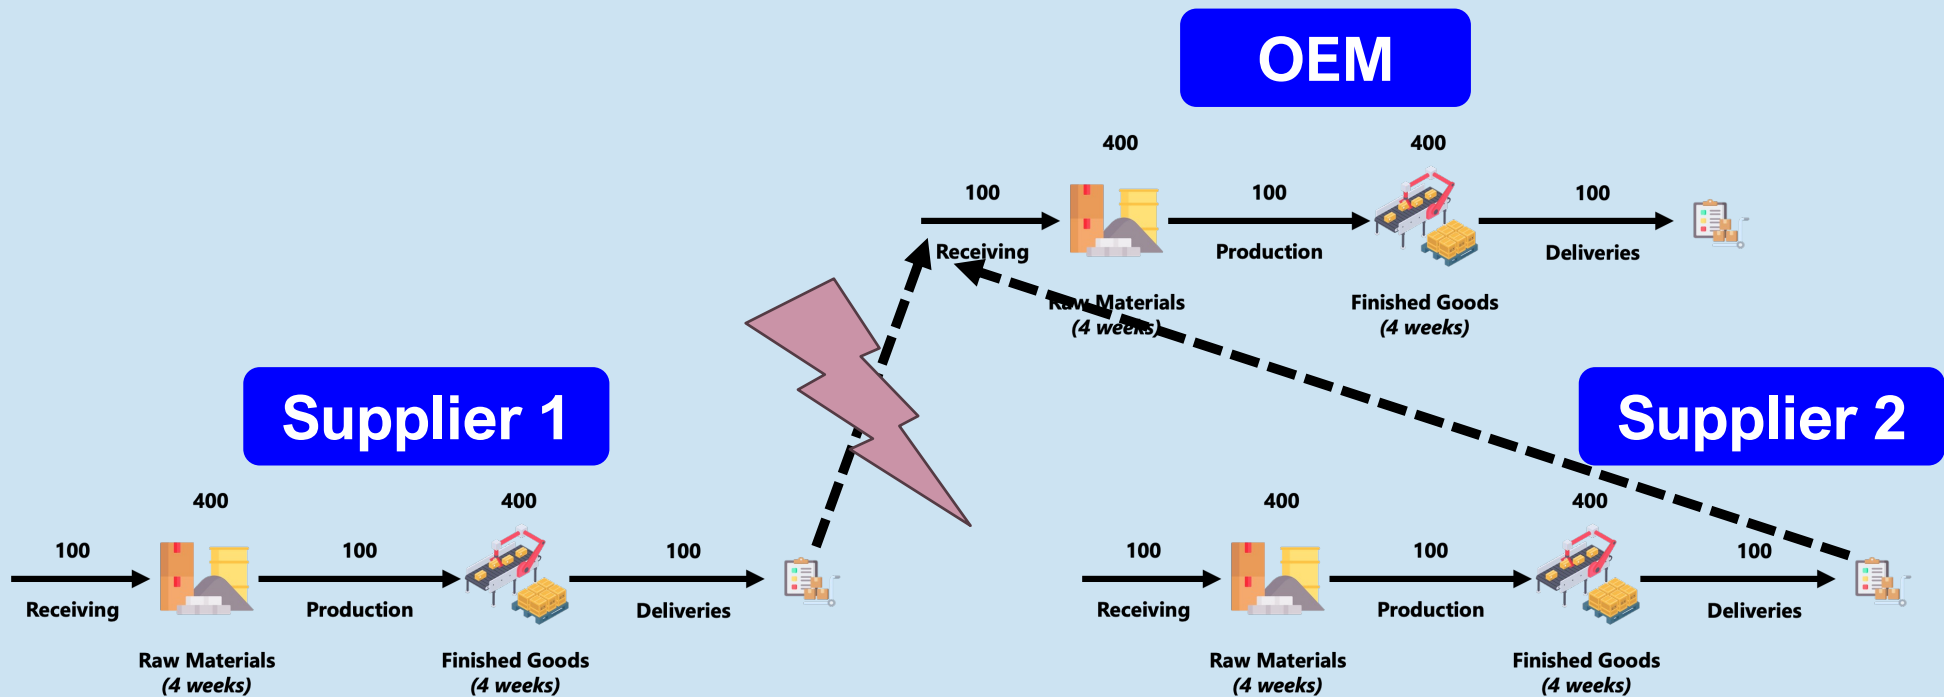 OEM
400
400
100
100
100
Receiving
Production
Deliveries
Raw Materials
(4 weeks)
Finished Goods
(4 weeks)
Supplier 1
400
400
100
100
100
Receiving
Production
Deliveries
Raw Materials
(4 weeks)
Finished Goods
(4 weeks)
Supplier 2
400
400
100
100
100
Receiving
Production
Deliveries
Raw Materials
(4 weeks)
Finished Goods
(4 weeks)